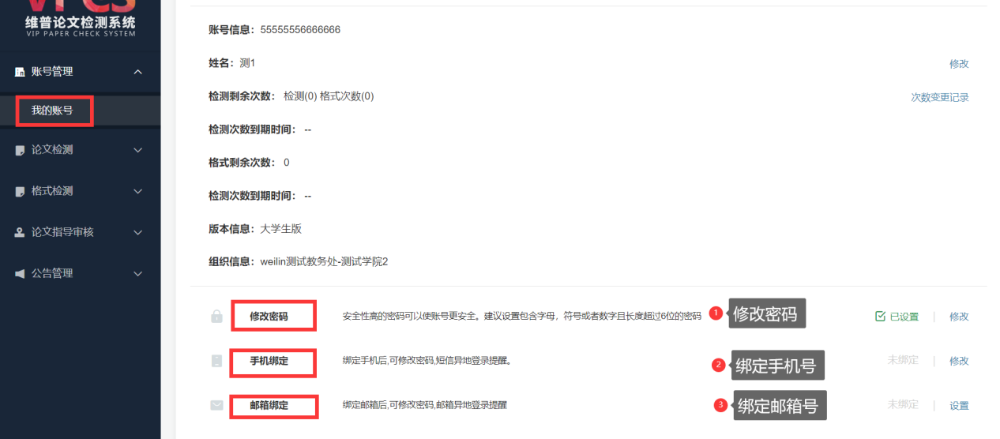 VPCS
维普论文检测系统
VIP PAPER CHECK SYSTEM
账号管理
我的账号
论文检测
格式检测
论文指导审核
公告管理
账号信息：55555556666666
姓名：测1 修改
检测剩余次数： 检测(0) 格式次数(0) 次数变更记录
检测次数到期时间： --
格式剩余次数： 0
检测次数到期时间： --
版本信息：大学生版
组织信息：weilin测试教务处-测试学院2
修改密码 安全性高的密码可以使账号更安全。建议设置包含字母，符号或者数字且长度超过6位的密码 1 修改密码 已设置 | 修改
手机绑定 绑定手机后,可修改密码,短信异地登录提醒。 2 绑定手机号 未绑定 | 修改
邮箱绑定 绑定邮箱后,可修改密码,邮箱异地登录提醒 3 绑定邮箱号 未绑定 | 设置